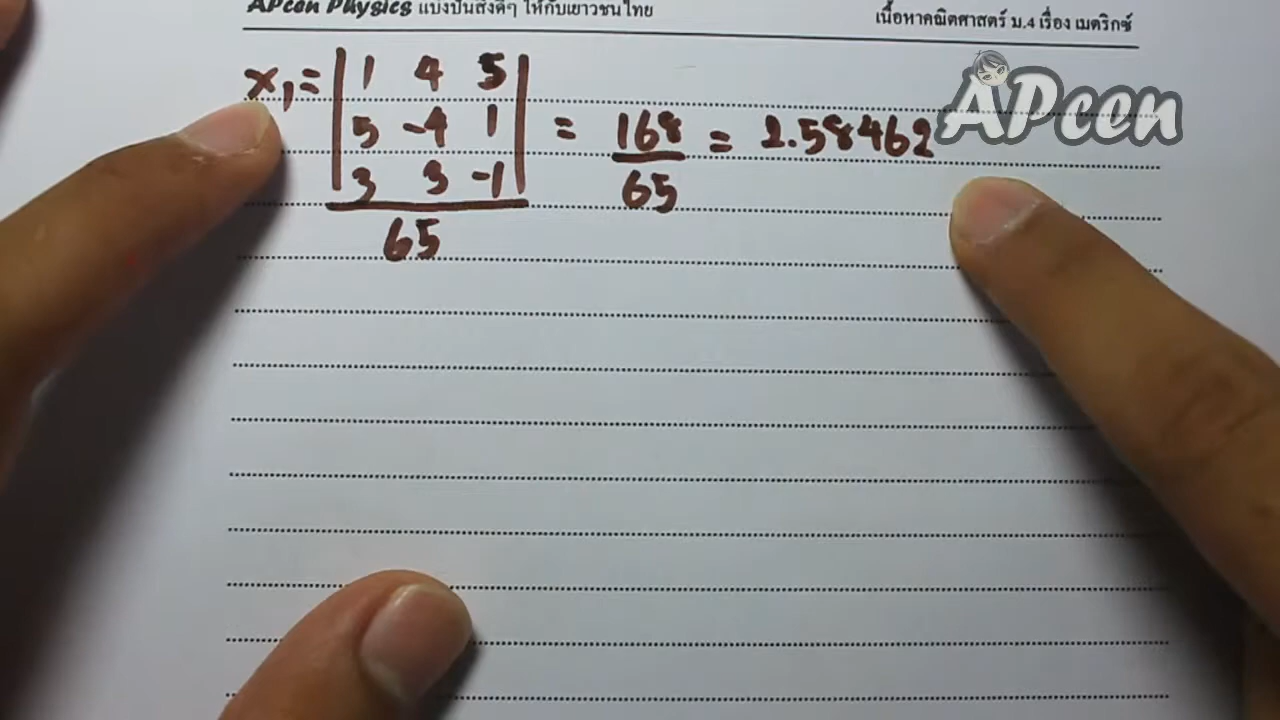 APcen Physics แบ่งปันสิ่งดีๆ ให้กับเยาวชนไทย
เนื้อหาคณิตศาสตร์ ม.4 เรื่อง เมตริกซ์
APcen
x₁ = | 1 4 5 |
| 5 -4 1 | = 168/65 = 2.58462
| 3 3 -1 |
65